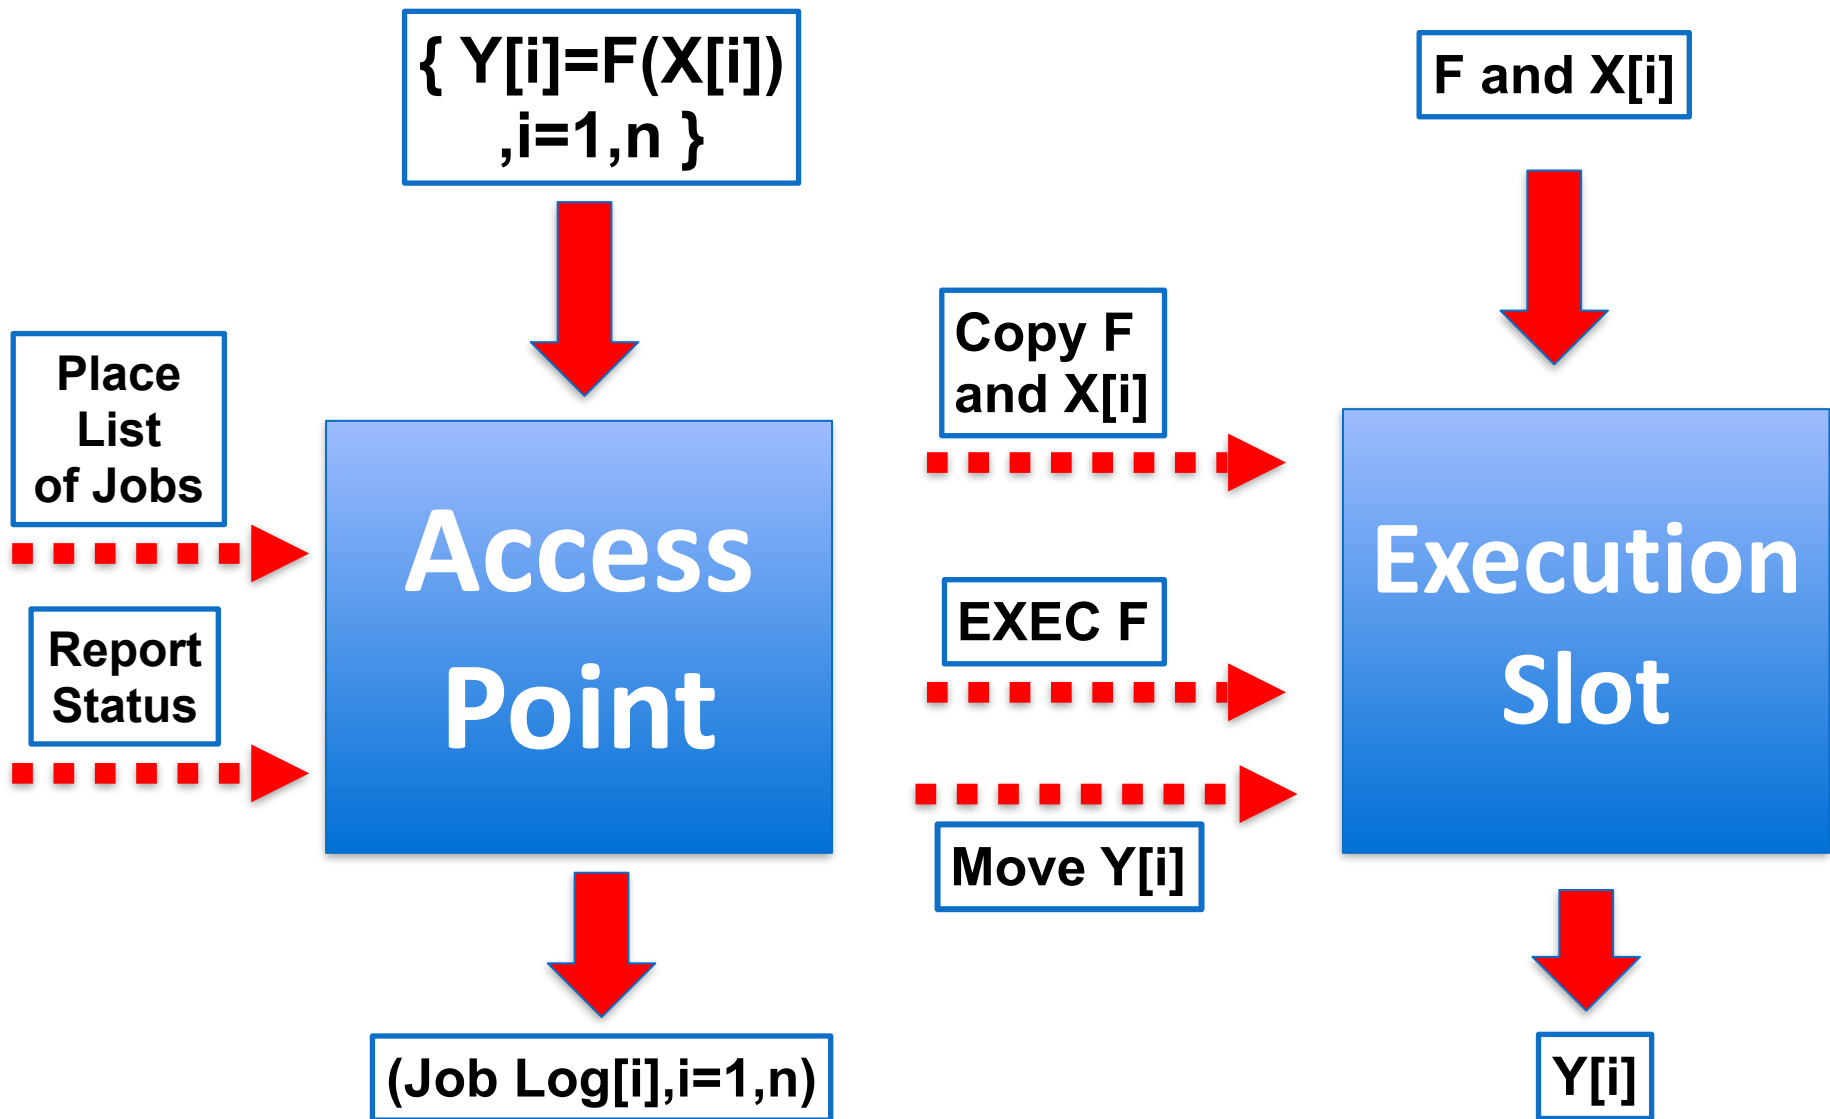 { Y[i]=F(X[i])
,i=1,n }
F and X[i]
Place
List
of Jobs
Report
Status
Access
Point
Copy F
and X[i]
EXEC F
Move Y[i]
Execution
Slot
(Job Log[i],i=1,n)
Y[i]